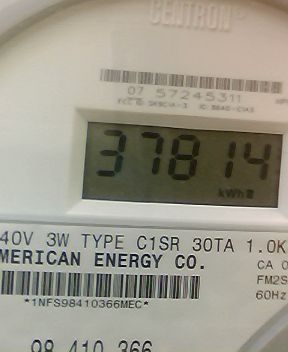 CENTRON
07 57245311
37814
kWh
40V 3W TYPE C1SR 30TA 1.0K
MERICAN ENERGY CO.
CA 0
FM2S
60Hz
*1NFS98410366MEC*
98 410 366